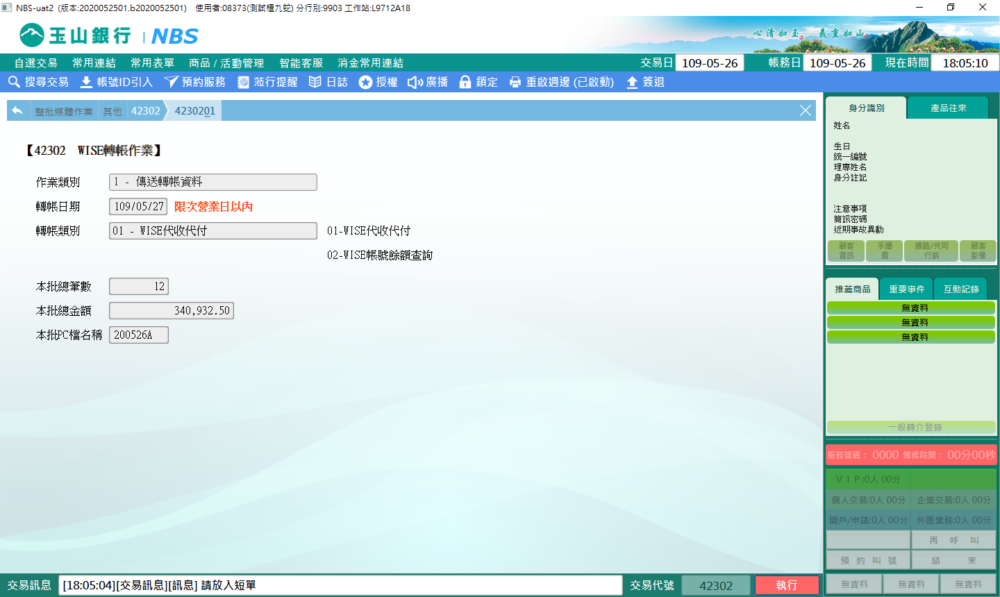 NBS-uat2 (版本:2020052501.b2020052501) 使用者:08373(測試櫃九蛇) 分行別:9903 工作站:L9712A18
玉山銀行 | NBS
心清如玉 義重如山
自選交易 常用連結 常用表單 商品 / 活動管理 智能客服 消金常用連結 交易日 109-05-26 帳務日 109-05-26 現在時間 18:05:10
搜尋交易 帳號ID引入 預約服務 蒞行提醒 日誌 授權 廣播 鎖定 重啟週邊 (已啟動) 簽退
整批媒體作業 其他 42302 4230201
【42302 WISE轉帳作業】
作業類別 1 - 傳送轉帳資料
轉帳日期 109/05/27 限次營業日以內
轉帳類別 01 - WISE代收代付 01-WISE代收代付
02-WISE帳號餘額查詢
本批總筆數 12
本批總金額 340,932.50
本批PC檔名稱 200526A
身分識別 產品往來
姓名
生日
統一編號
理專姓名
身分註記
注意事項
簡訊密碼
近期事故異動
顧客資訊 手續費 通路/共同行銷 顧客影像
推薦商品 重要事件 互動記錄
無資料
無資料
無資料
一般轉介登錄
服務號碼： 0000 等候時間： 00分00秒
ＶＩＰ:0人 00分
個人交易:0人 00分 企業交易:0人 00分
開戶/申請:0人 00分 外匯業務:0人 00分
再 呼 叫
預 約 叫 號 結 束
無資料 無資料 無資料
交易訊息 [18:05:04][交易訊息][訊息] 請放入短單 交易代號 42302 執行